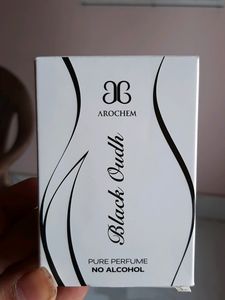 AROCHEM
Black Oudh
PURE PERFUME
NO ALCOHOL